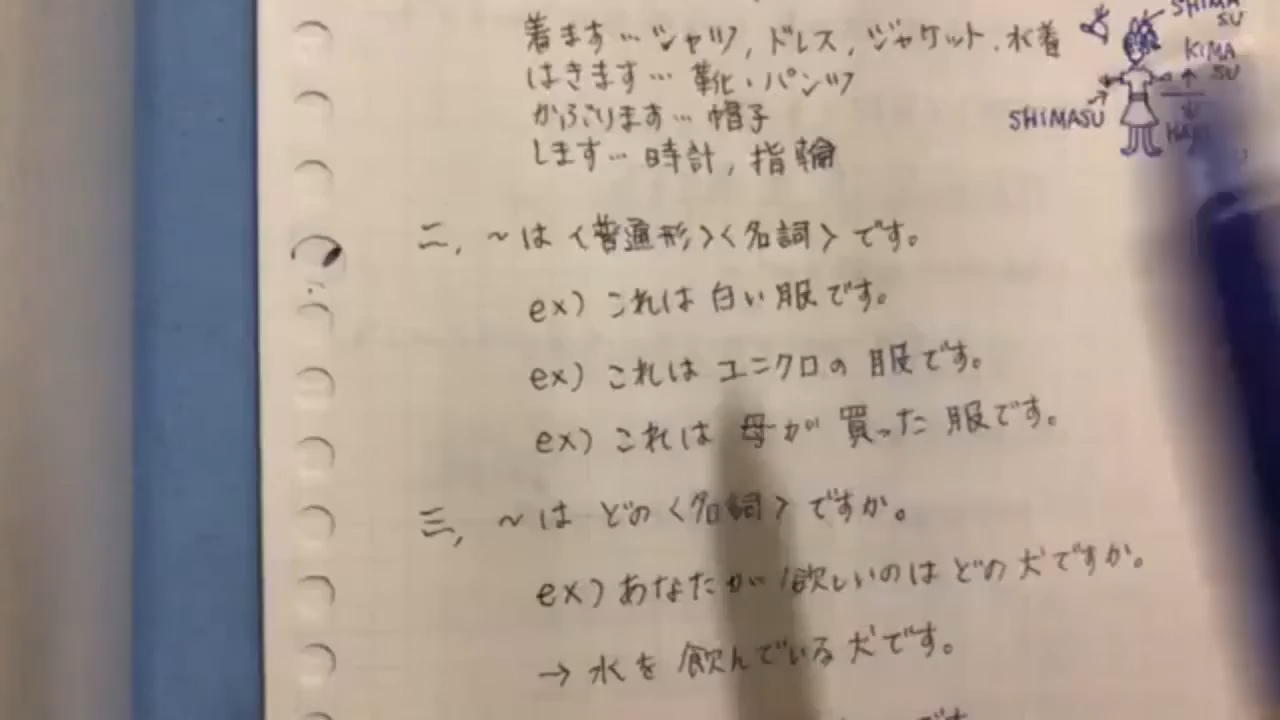 着ます…シャツ, ドレス, ジャケット, 水着
はきます… 靴、パンツ
かぶります… 帽子
します… 時計, 指輪
SHIMA
SU
KIMA
SU
SHIMASU
二, ～は〈普通形〉〈名詞〉です。
ex) これは白い服です。
ex) これはユニクロの服です。
ex) これは母が買った服です。
三, ～はどの〈名詞〉ですか。
ex) あなたが欲しいのはどの犬ですか。
→ 水を飲んでいる犬です。